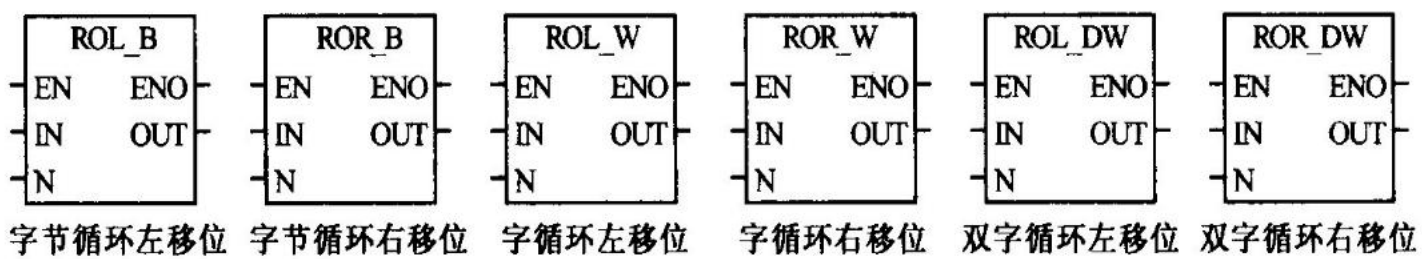 ROL_B ROR_B ROL_W ROR_W ROL_DW ROR_DW
EN ENO EN ENO EN ENO EN ENO EN ENO EN ENO
IN OUT IN OUT IN OUT IN OUT IN OUT IN OUT
N N N N N N
字节循环左移位 字节循环右移位 字循环左移位 字循环右移位 双字循环左移位 双字循环右移位